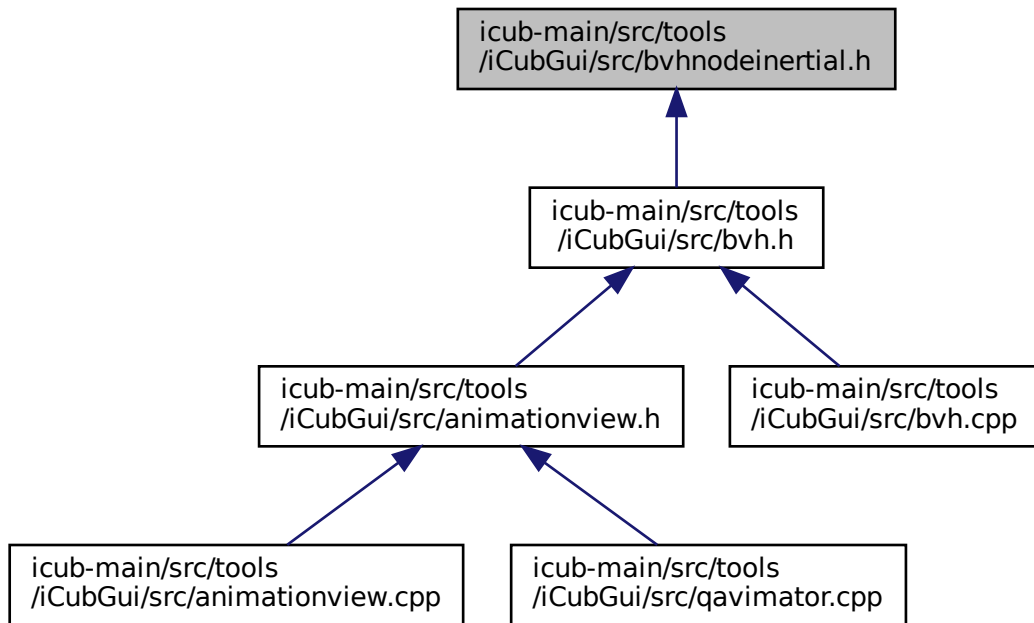 icub-main/src/tools
/iCubGui/src/bvhnodeinertial.h
icub-main/src/tools
/iCubGui/src/bvh.h
icub-main/src/tools
/iCubGui/src/animationview.h
icub-main/src/tools
/iCubGui/src/bvh.cpp
icub-main/src/tools
/iCubGui/src/animationview.cpp
icub-main/src/tools
/iCubGui/src/qavimator.cpp